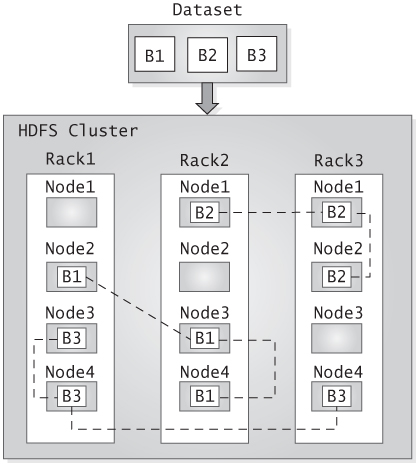 Dataset
B1 B2 B3
HDFS Cluster
Rack1 Rack2 Rack3
Node1 Node1 Node1
B2 B2
Node2 Node2 Node2
B1 B2
Node3 Node3 Node3
B3 B1
Node4 Node4 Node4
B3 B1 B3